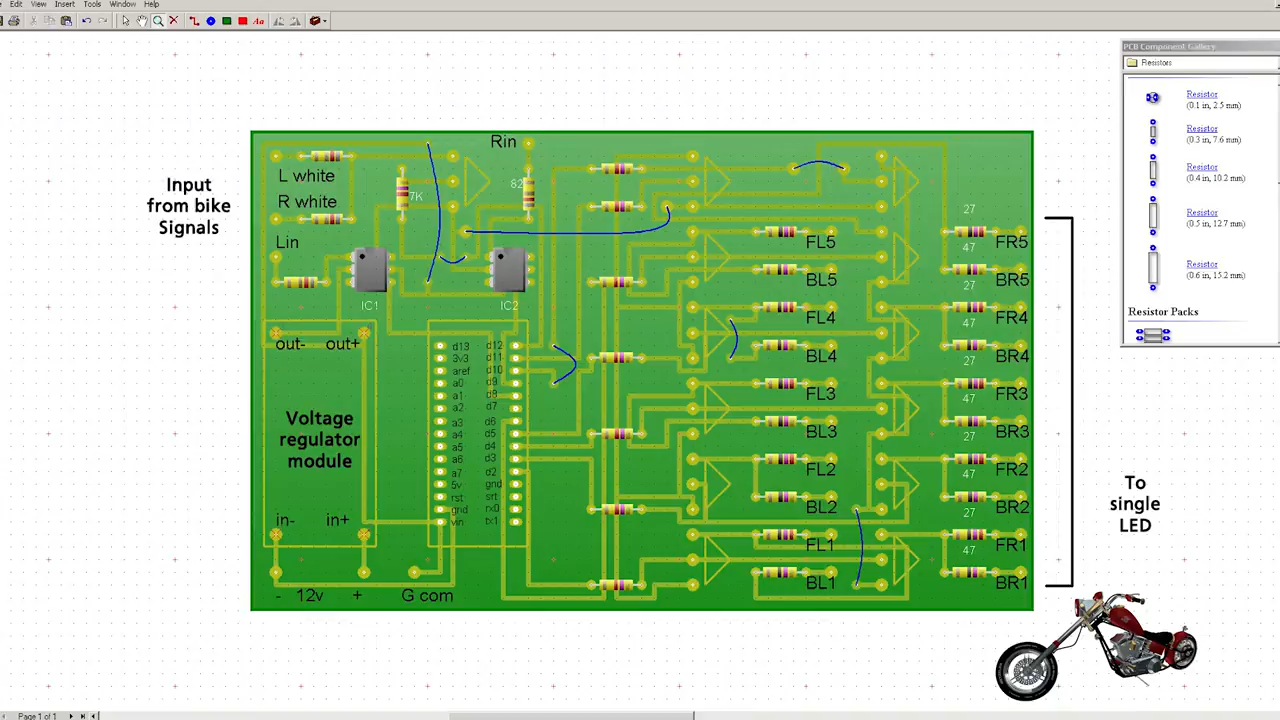 Edit View Insert Tools Window Help
Aa
PCB Component Gallery
Resistors
Resistor
(0.1 in, 2.5 mm)
Resistor
(0.3 in, 7.6 mm)
Resistor
(0.4 in, 10.2 mm)
Resistor
(0.5 in, 12.7 mm)
Resistor
(0.6 in, 15.2 mm)
Resistor Packs
Input
from bike
Signals
Rin
L white
R white
7K
82
Lin
IC1
IC2
out- out+
Voltage
regulator
module
in- in+
- 12v + G com
d13 d12
3v3 d11
aref d10
a0 d9
a1 d8
a2 d7
a3 d6
a4 d5
a5 d4
a6 d3
a7 d2
5v gnd
rst srt
gnd rx0
vin tx1
27
FL5 47 FR5
BL5 27 BR5
FL4 47 FR4
BL4 27 BR4
FL3 47 FR3
BL3 27 BR3
FL2 47 FR2
BL2 27 BR2
FL1 47 FR1
BL1 BR1
To
single
LED
Page 1 of 1